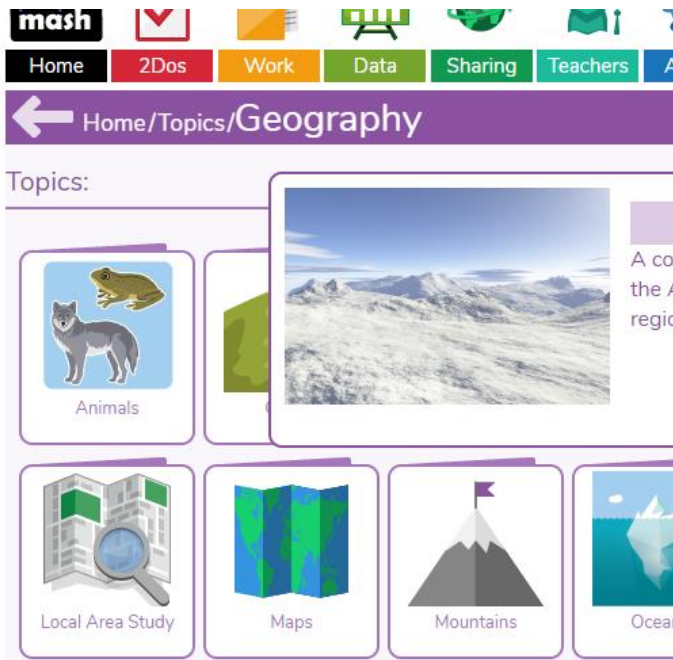 mash
Home 2Dos Work Data Sharing Teachers A
Home/Topics/Geography
Topics:
A co
the A
regio
Animals
Local Area Study Maps Mountains Ocean